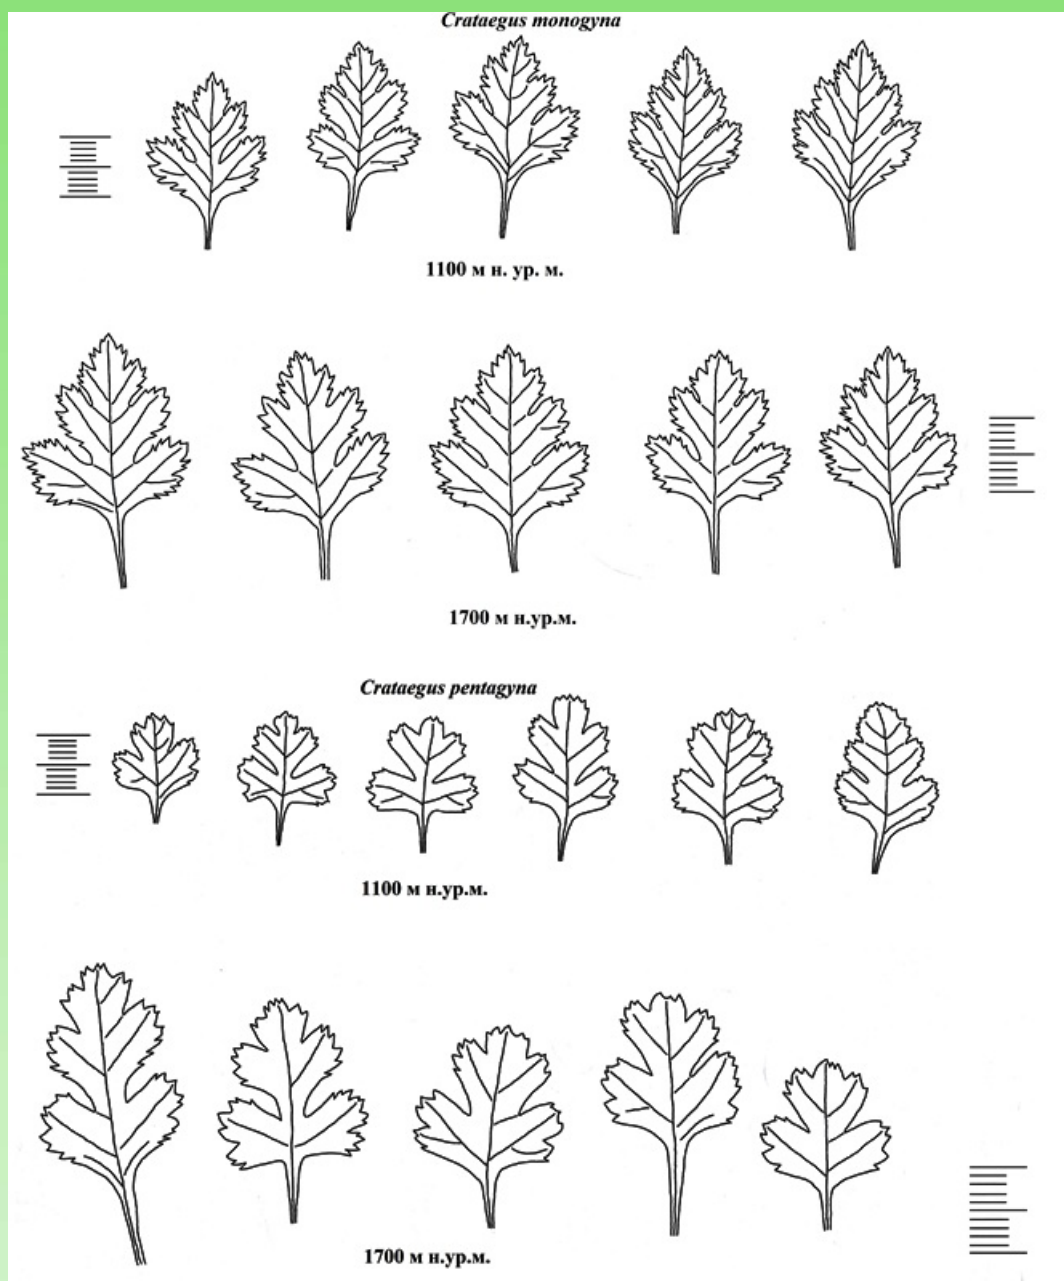 Crataegus monogyna
1100 м н. ур. м.
1700 м н.ур.м.
Crataegus pentagyna
1100 м н.ур.м.
1700 м н.ур.м.